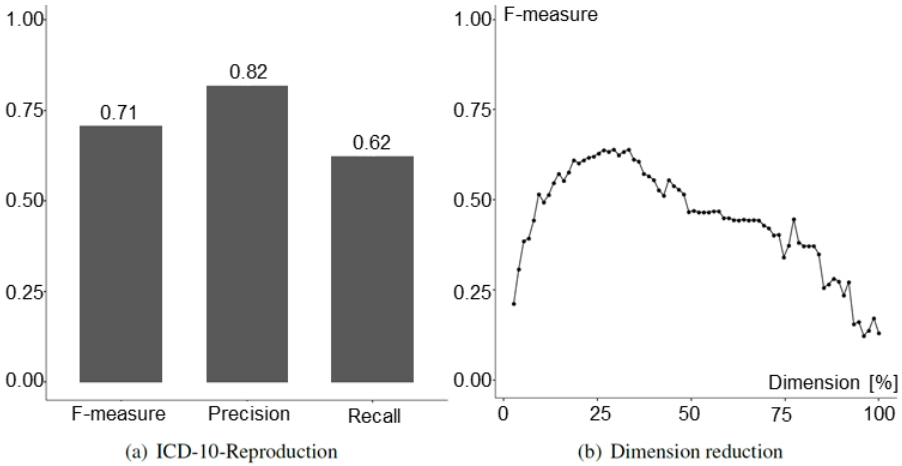 1.00
0.75
0.50
0.25
0.00
0.71
0.82
0.62
F-measure
Precision
Recall
(a) ICD-10-Reproduction
F-measure
1.00
0.75
0.50
0.25
0.00
Dimension [%]
0
25
50
75
100
(b) Dimension reduction